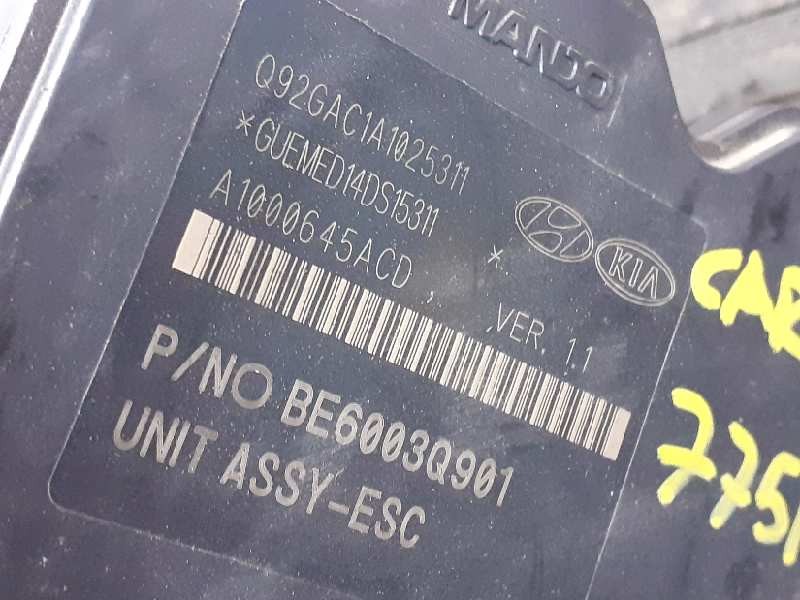 MANDO
Q92GAC1A1025311
*GUEMED14DS15311 *
A1000645ACD , VER. 1.1
KIA
P/NO BE6003Q901
UNIT ASSY-ESC